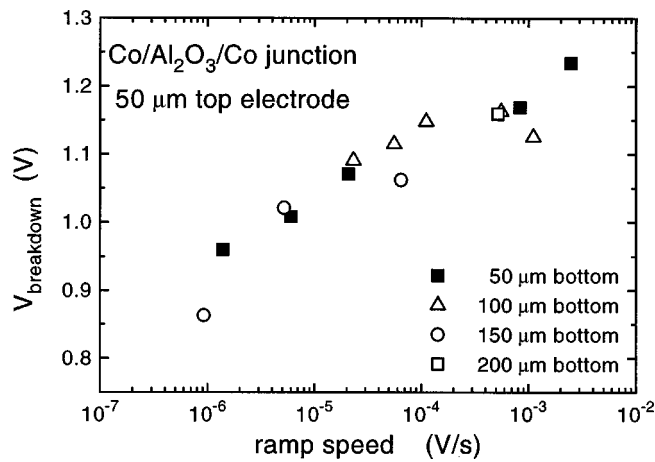 Co/Al₂O₃/Co junction
50 μm top electrode
V_breakdown (V)
1.3
1.2
1.1
1.0
0.9
0.8
50 μm bottom
100 μm bottom
150 μm bottom
200 μm bottom
10⁻⁷ 10⁻⁶ 10⁻⁵ 10⁻⁴ 10⁻³ 10⁻²
ramp speed (V/s)